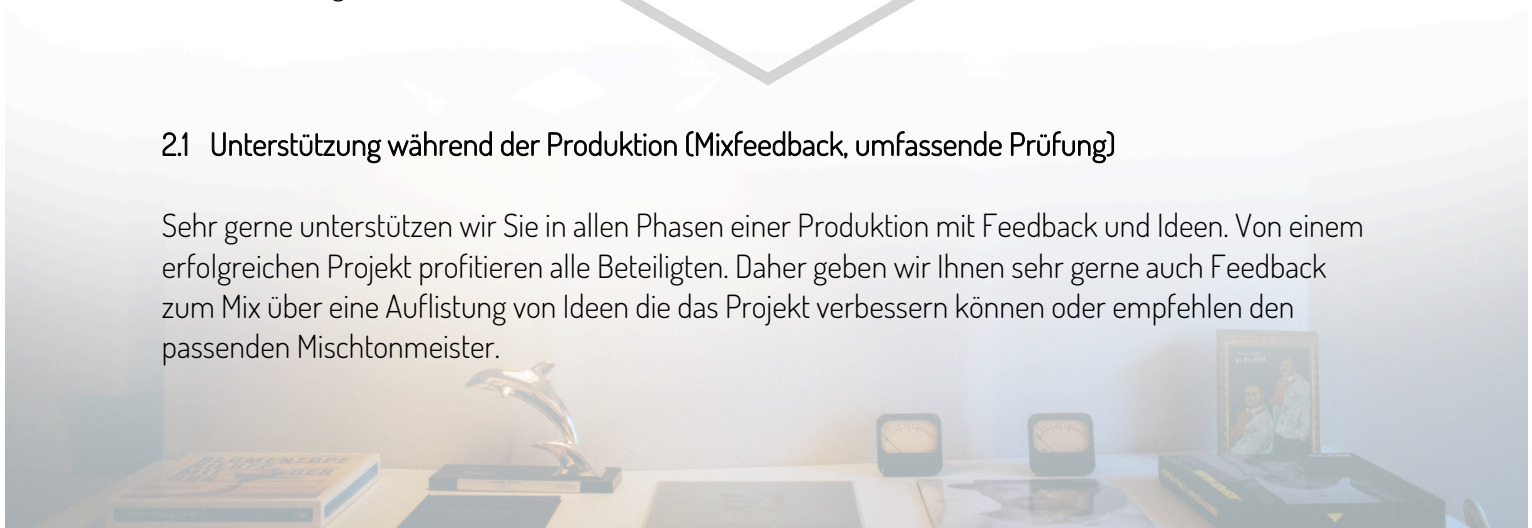 2.1 Unterstützung während der Produktion (Mixfeedback, umfassende Prüfung)
Sehr gerne unterstützen wir Sie in allen Phasen einer Produktion mit Feedback und Ideen. Von einem
erfolgreichen Projekt profitieren alle Beteiligten. Daher geben wir Ihnen sehr gerne auch Feedback
zum Mix über eine Auflistung von Ideen die das Projekt verbessern können oder empfehlen den
passenden Mischtonmeister.